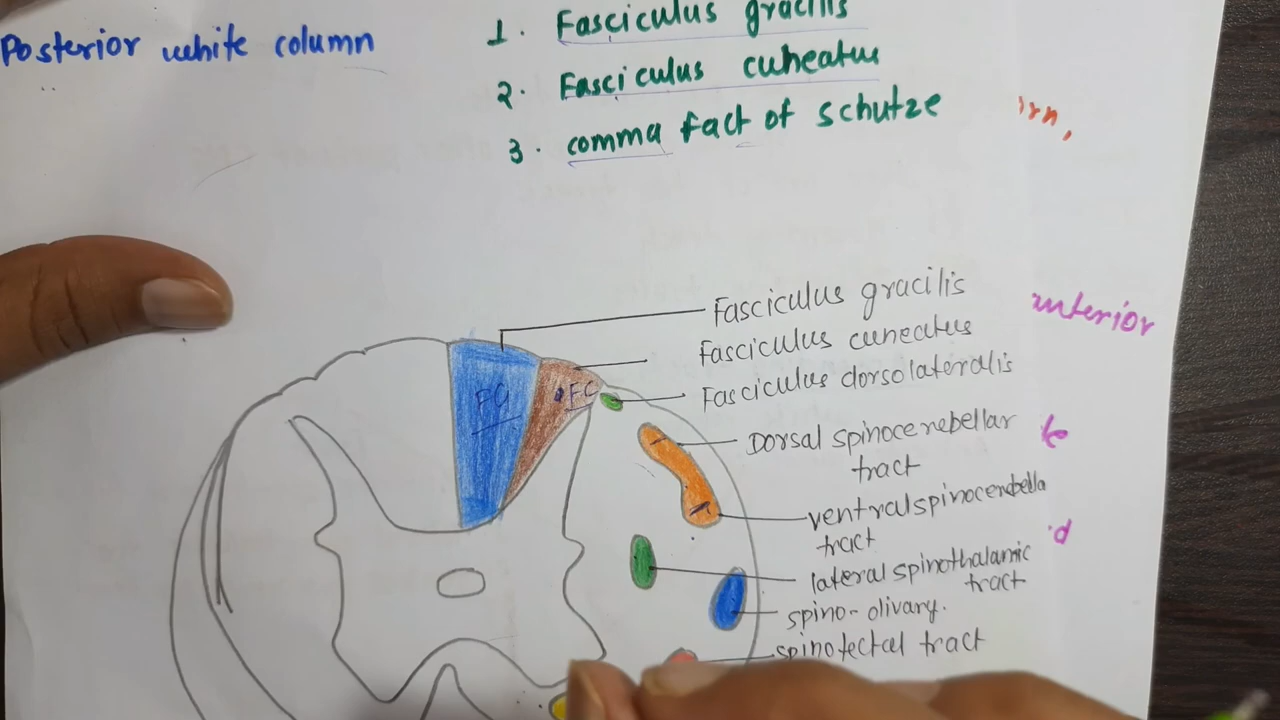 Posterior white column
1. Fasciculus gracilis
2. Fasciculus cuneatus
3. comma fact of schutze
anterior
Fasciculus gracilis
Fasciculus cuneatus
Fasciculus dorsolateralis
Dorsal spinocerebellar
tract
ventral spinocerebella
tract
lateral spinothalamic
tract
spino-olivary.
spinotectal tract
FG
FC